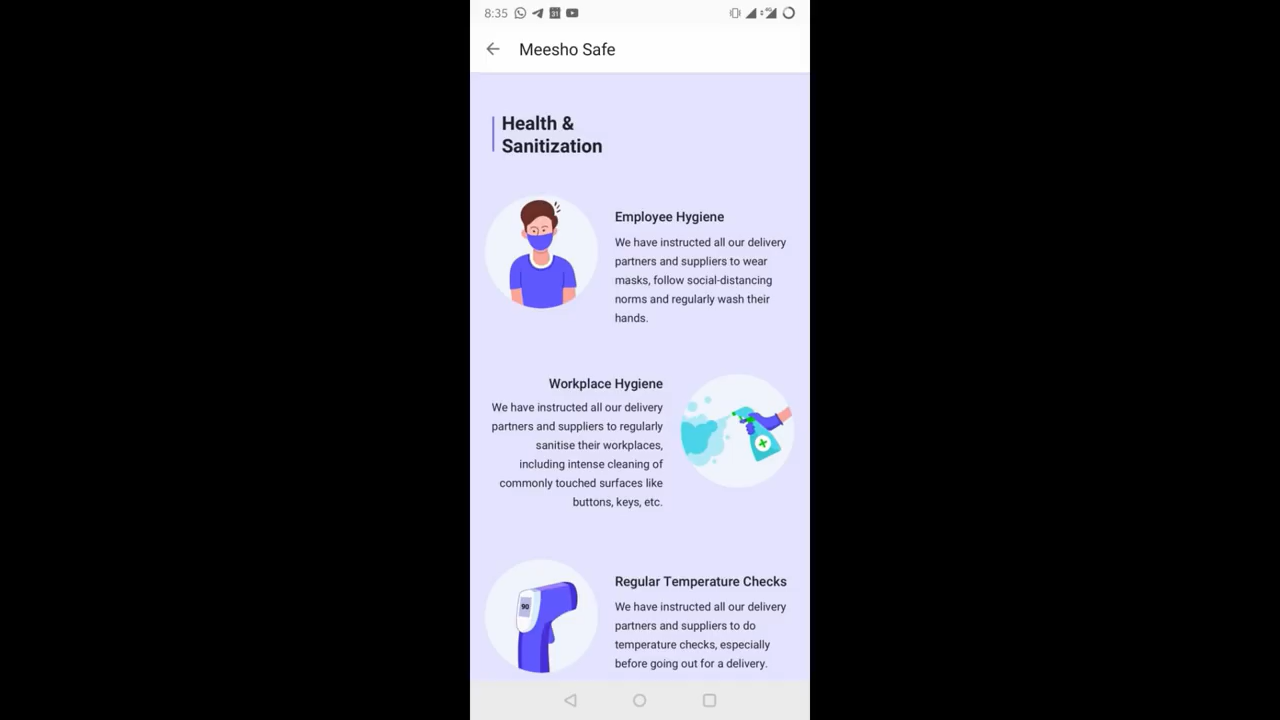 8:35
31
4G
Meesho Safe
Health &
Sanitization
Employee Hygiene
We have instructed all our delivery
partners and suppliers to wear
masks, follow social-distancing
norms and regularly wash their
hands.
Workplace Hygiene
We have instructed all our delivery
partners and suppliers to regularly
sanitise their workplaces,
including intense cleaning of
commonly touched surfaces like
buttons, keys, etc.
90
Regular Temperature Checks
We have instructed all our delivery
partners and suppliers to do
temperature checks, especially
before going out for a delivery.